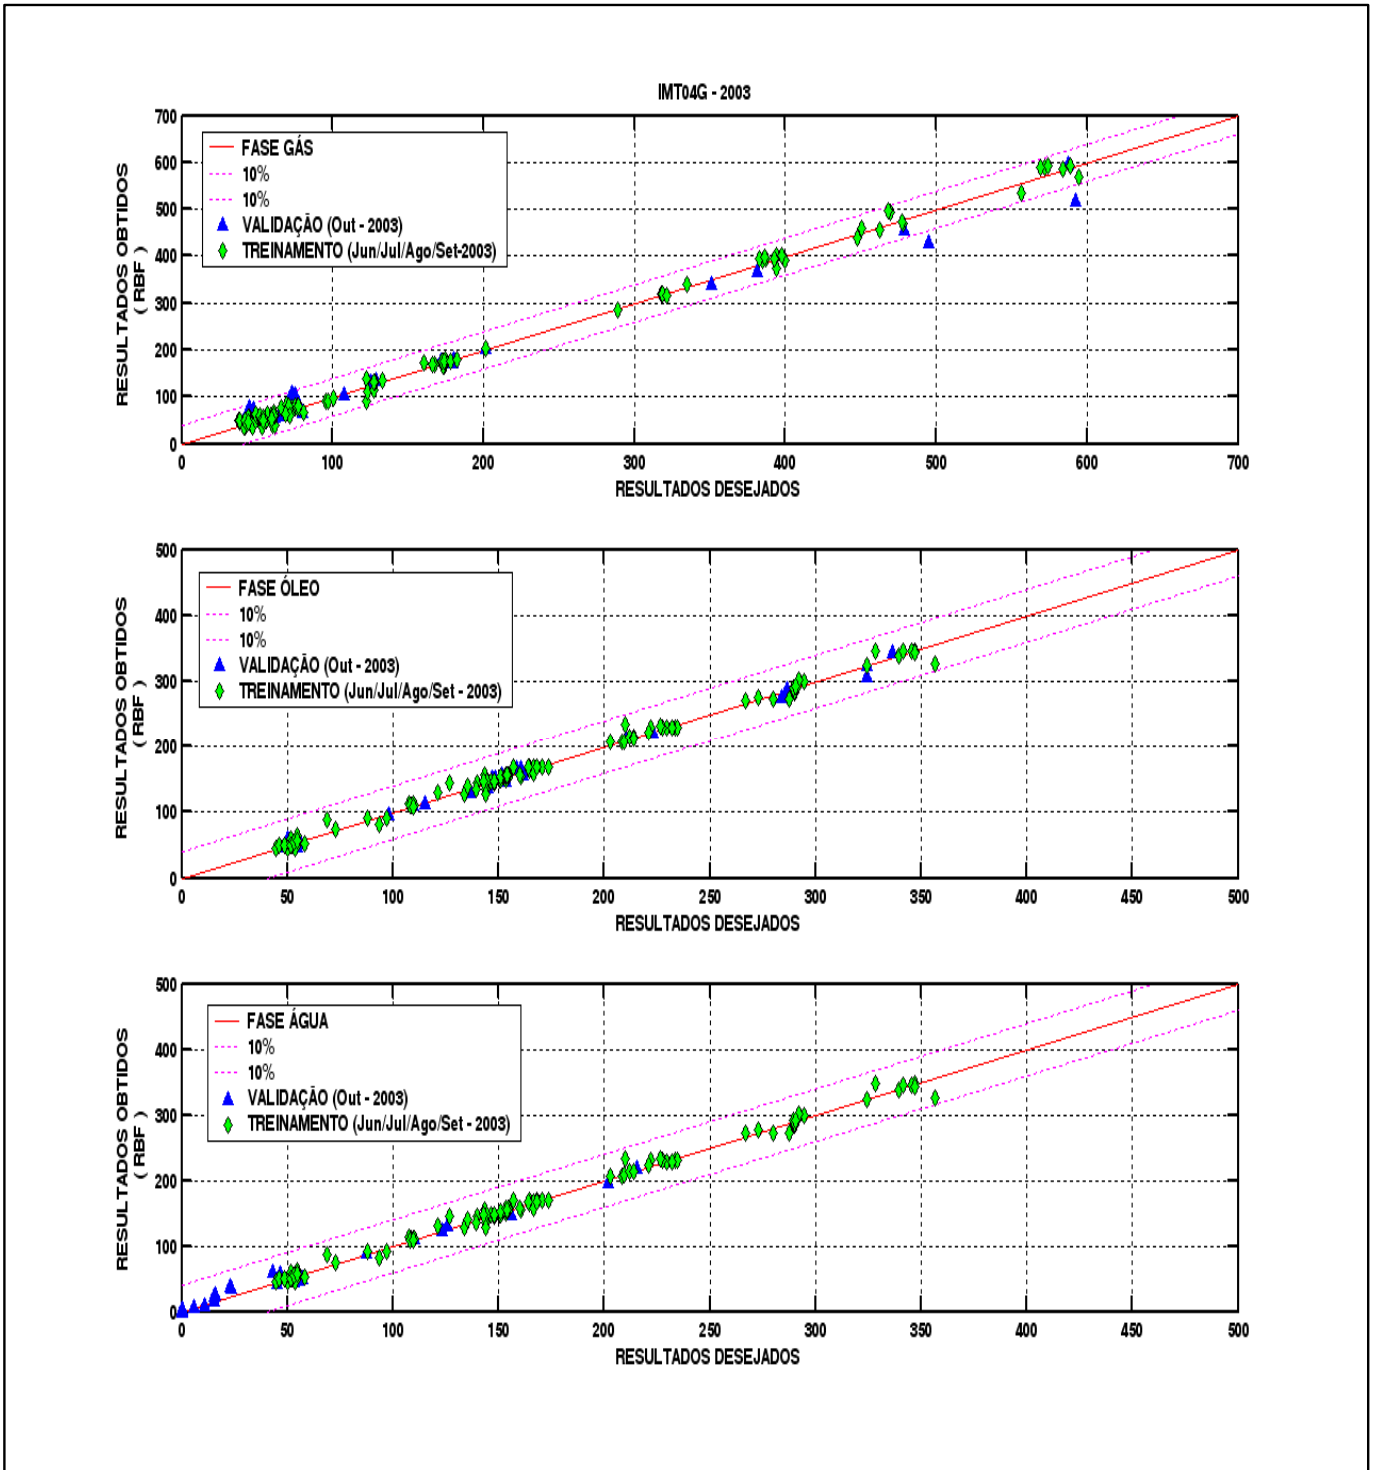 IMT04G - 2003
RESULTADOS OBTIDOS
( RBF )
700
600
500
400
300
200
100
0
FASE GÁS
10%
10%
VALIDAÇÃO (Out - 2003)
TREINAMENTO (Jun/Jul/Ago/Set-2003)
0 100 200 300 400 500 600 700
RESULTADOS DESEJADOS
RESULTADOS OBTIDOS
( RBF )
500
400
300
200
100
0
FASE ÓLEO
10%
10%
VALIDAÇÃO (Out - 2003)
TREINAMENTO (Jun/Jul/Ago/Set - 2003)
0 50 100 150 200 250 300 350 400 450 500
RESULTADOS DESEJADOS
RESULTADOS OBTIDOS
( RBF )
500
400
300
200
100
0
FASE ÁGUA
10%
10%
VALIDAÇÃO (Out - 2003)
TREINAMENTO (Jun/Jul/Ago/Set - 2003)
0 50 100 150 200 250 300 350 400 450 500
RESULTADOS DESEJADOS